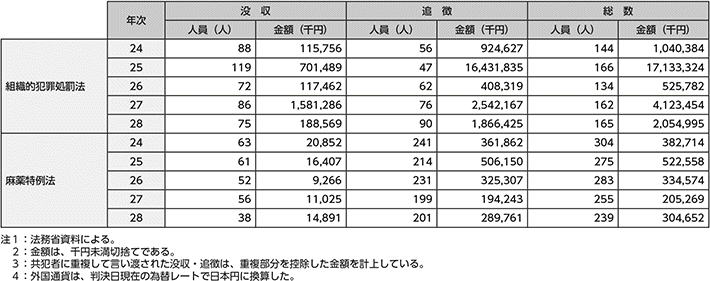 年次 没収 追徴 総数
人員（人） 金額（千円） 人員（人） 金額（千円） 人員（人） 金額（千円）
組織的犯罪処罰法
24 88 115,756 56 924,627 144 1,040,384
25 119 701,489 47 16,431,835 166 17,133,324
26 72 117,462 62 408,319 134 525,782
27 86 1,581,286 76 2,542,167 162 4,123,454
28 75 188,569 90 1,866,425 165 2,054,995
麻薬特例法
24 63 20,852 241 361,862 304 382,714
25 61 16,407 214 506,150 275 522,558
26 52 9,266 231 325,307 283 334,574
27 56 11,025 199 194,243 255 205,269
28 38 14,891 201 289,761 239 304,652
注１：法務省資料による。
２：金額は、千円未満切捨てである。
３：共犯者に重複して言い渡された没収・追徴は、重複部分を控除した金額を計上している。
４：外国通貨は、判決日現在の為替レートで日本円に換算した。